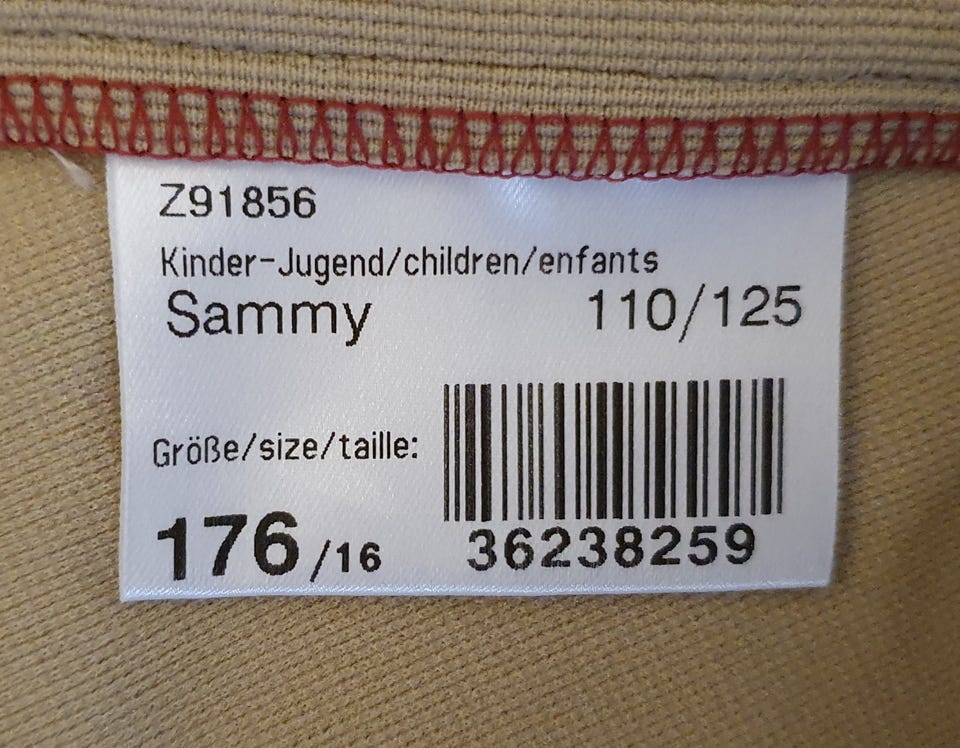 Z91856
Kinder-Jugend/children/enfants
Sammy 110/125
Größe/size/taille:
176/16
36238259